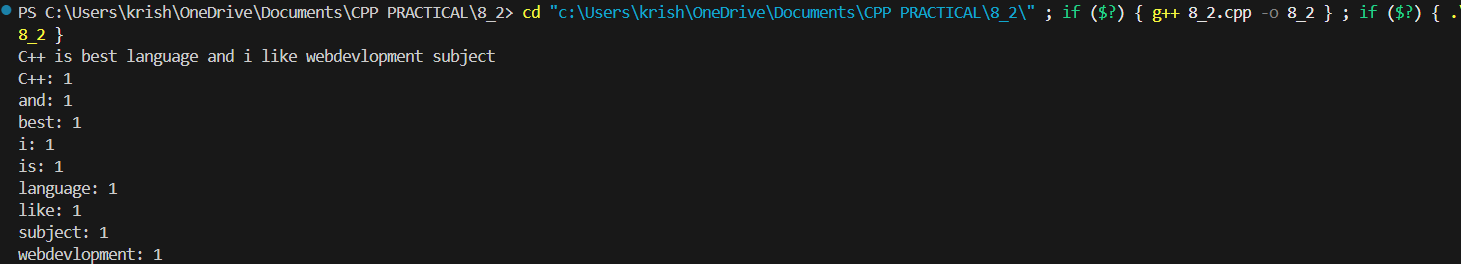 PS C:\Users\krish\OneDrive\Documents\CPP PRACTICAL\8_2> cd "c:\Users\krish\OneDrive\Documents\CPP PRACTICAL\8_2\" ; if ($?) { g++ 8_2.cpp -o 8_2 } ; if ($?) { .\
8_2 }
C++ is best language and i like webdevlopment subject
C++: 1
and: 1
best: 1
i: 1
is: 1
language: 1
like: 1
subject: 1
webdevlopment: 1